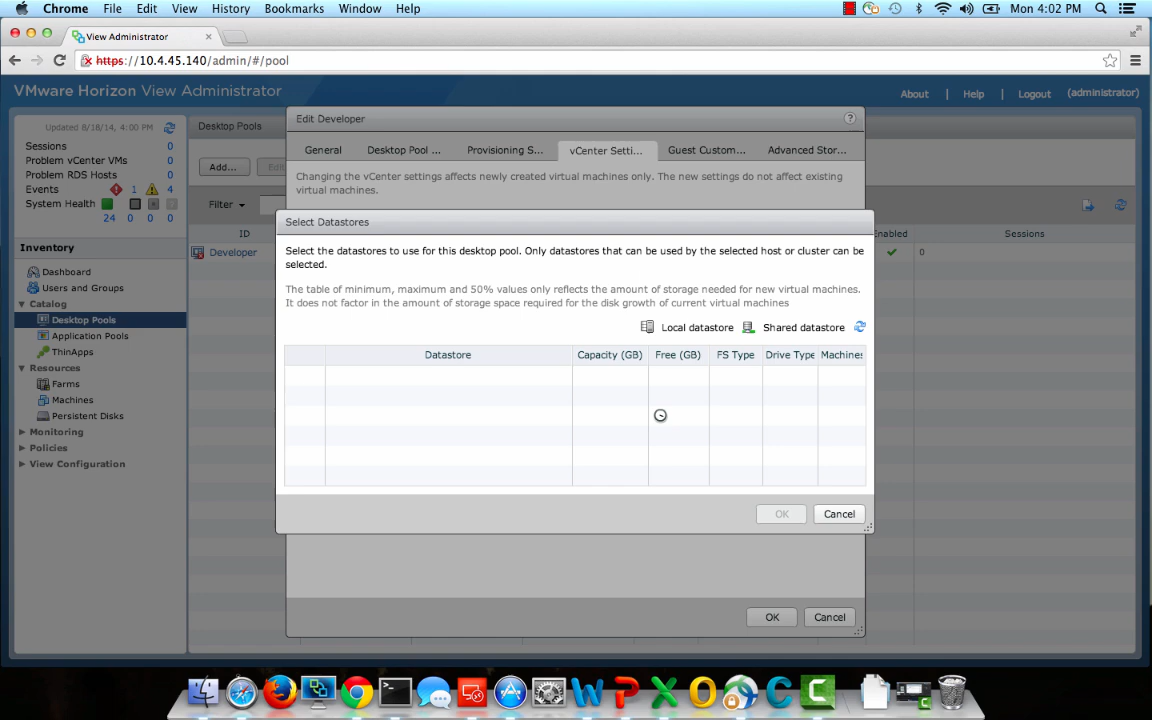 Chrome File Edit View History Bookmarks Window Help
Mon 4:02 PM
View Administrator
https://10.4.45.140/admin/#/pool
VMware Horizon View Administrator
About | Help | Logout (administrator)
Updated 8/18/14, 4:00 PM
Sessions 0
Problem vCenter VMs 0
Problem RDS Hosts 0
Events 1 4
System Health
24 0 0 0
Inventory
Dashboard
Users and Groups
Catalog
Desktop Pools
Application Pools
ThinApps
Resources
Farms
Machines
Persistent Disks
Monitoring
Policies
View Configuration
Desktop Pools
Add...
Filter
ID
Enabled
Sessions
Developer
0
Edit Developer
?
General
Desktop Pool ...
Provisioning S...
vCenter Setti...
Guest Custom...
Advanced Stor...
Changing the vCenter settings affects newly created virtual machines only. The new settings do not affect existing
virtual machines.
Select Datastores
Select the datastores to use for this desktop pool. Only datastores that can be used by the selected host or cluster can be
selected.
The table of minimum, maximum and 50% values only reflects the amount of storage needed for new virtual machines.
It does not factor in the amount of storage space required for the disk growth of current virtual machines
Local datastore
Shared datastore
Datastore
Capacity (GB)
Free (GB)
FS Type
Drive Type
Machines
OK
Cancel
OK
Cancel